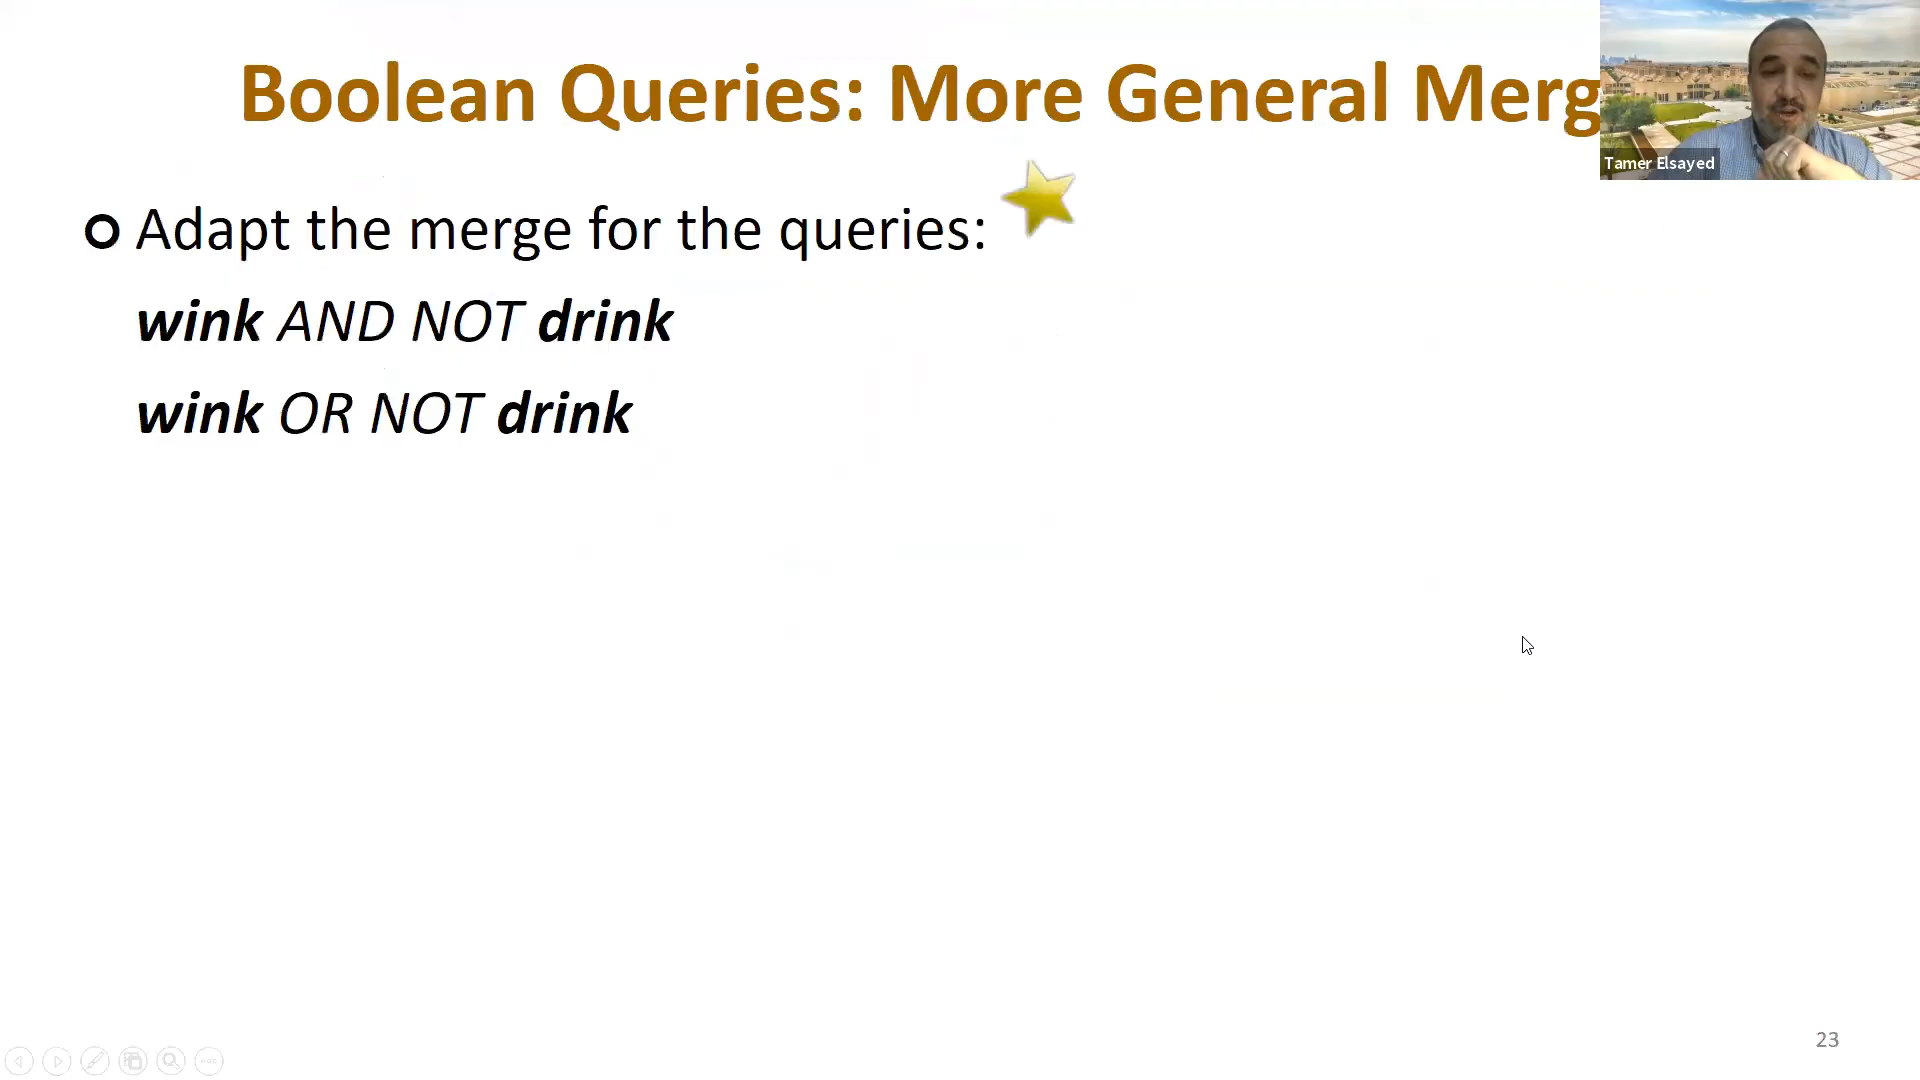 Boolean Queries: More General Merg
Tamer Elsayed
Adapt the merge for the queries:
wink AND NOT drink
wink OR NOT drink
23